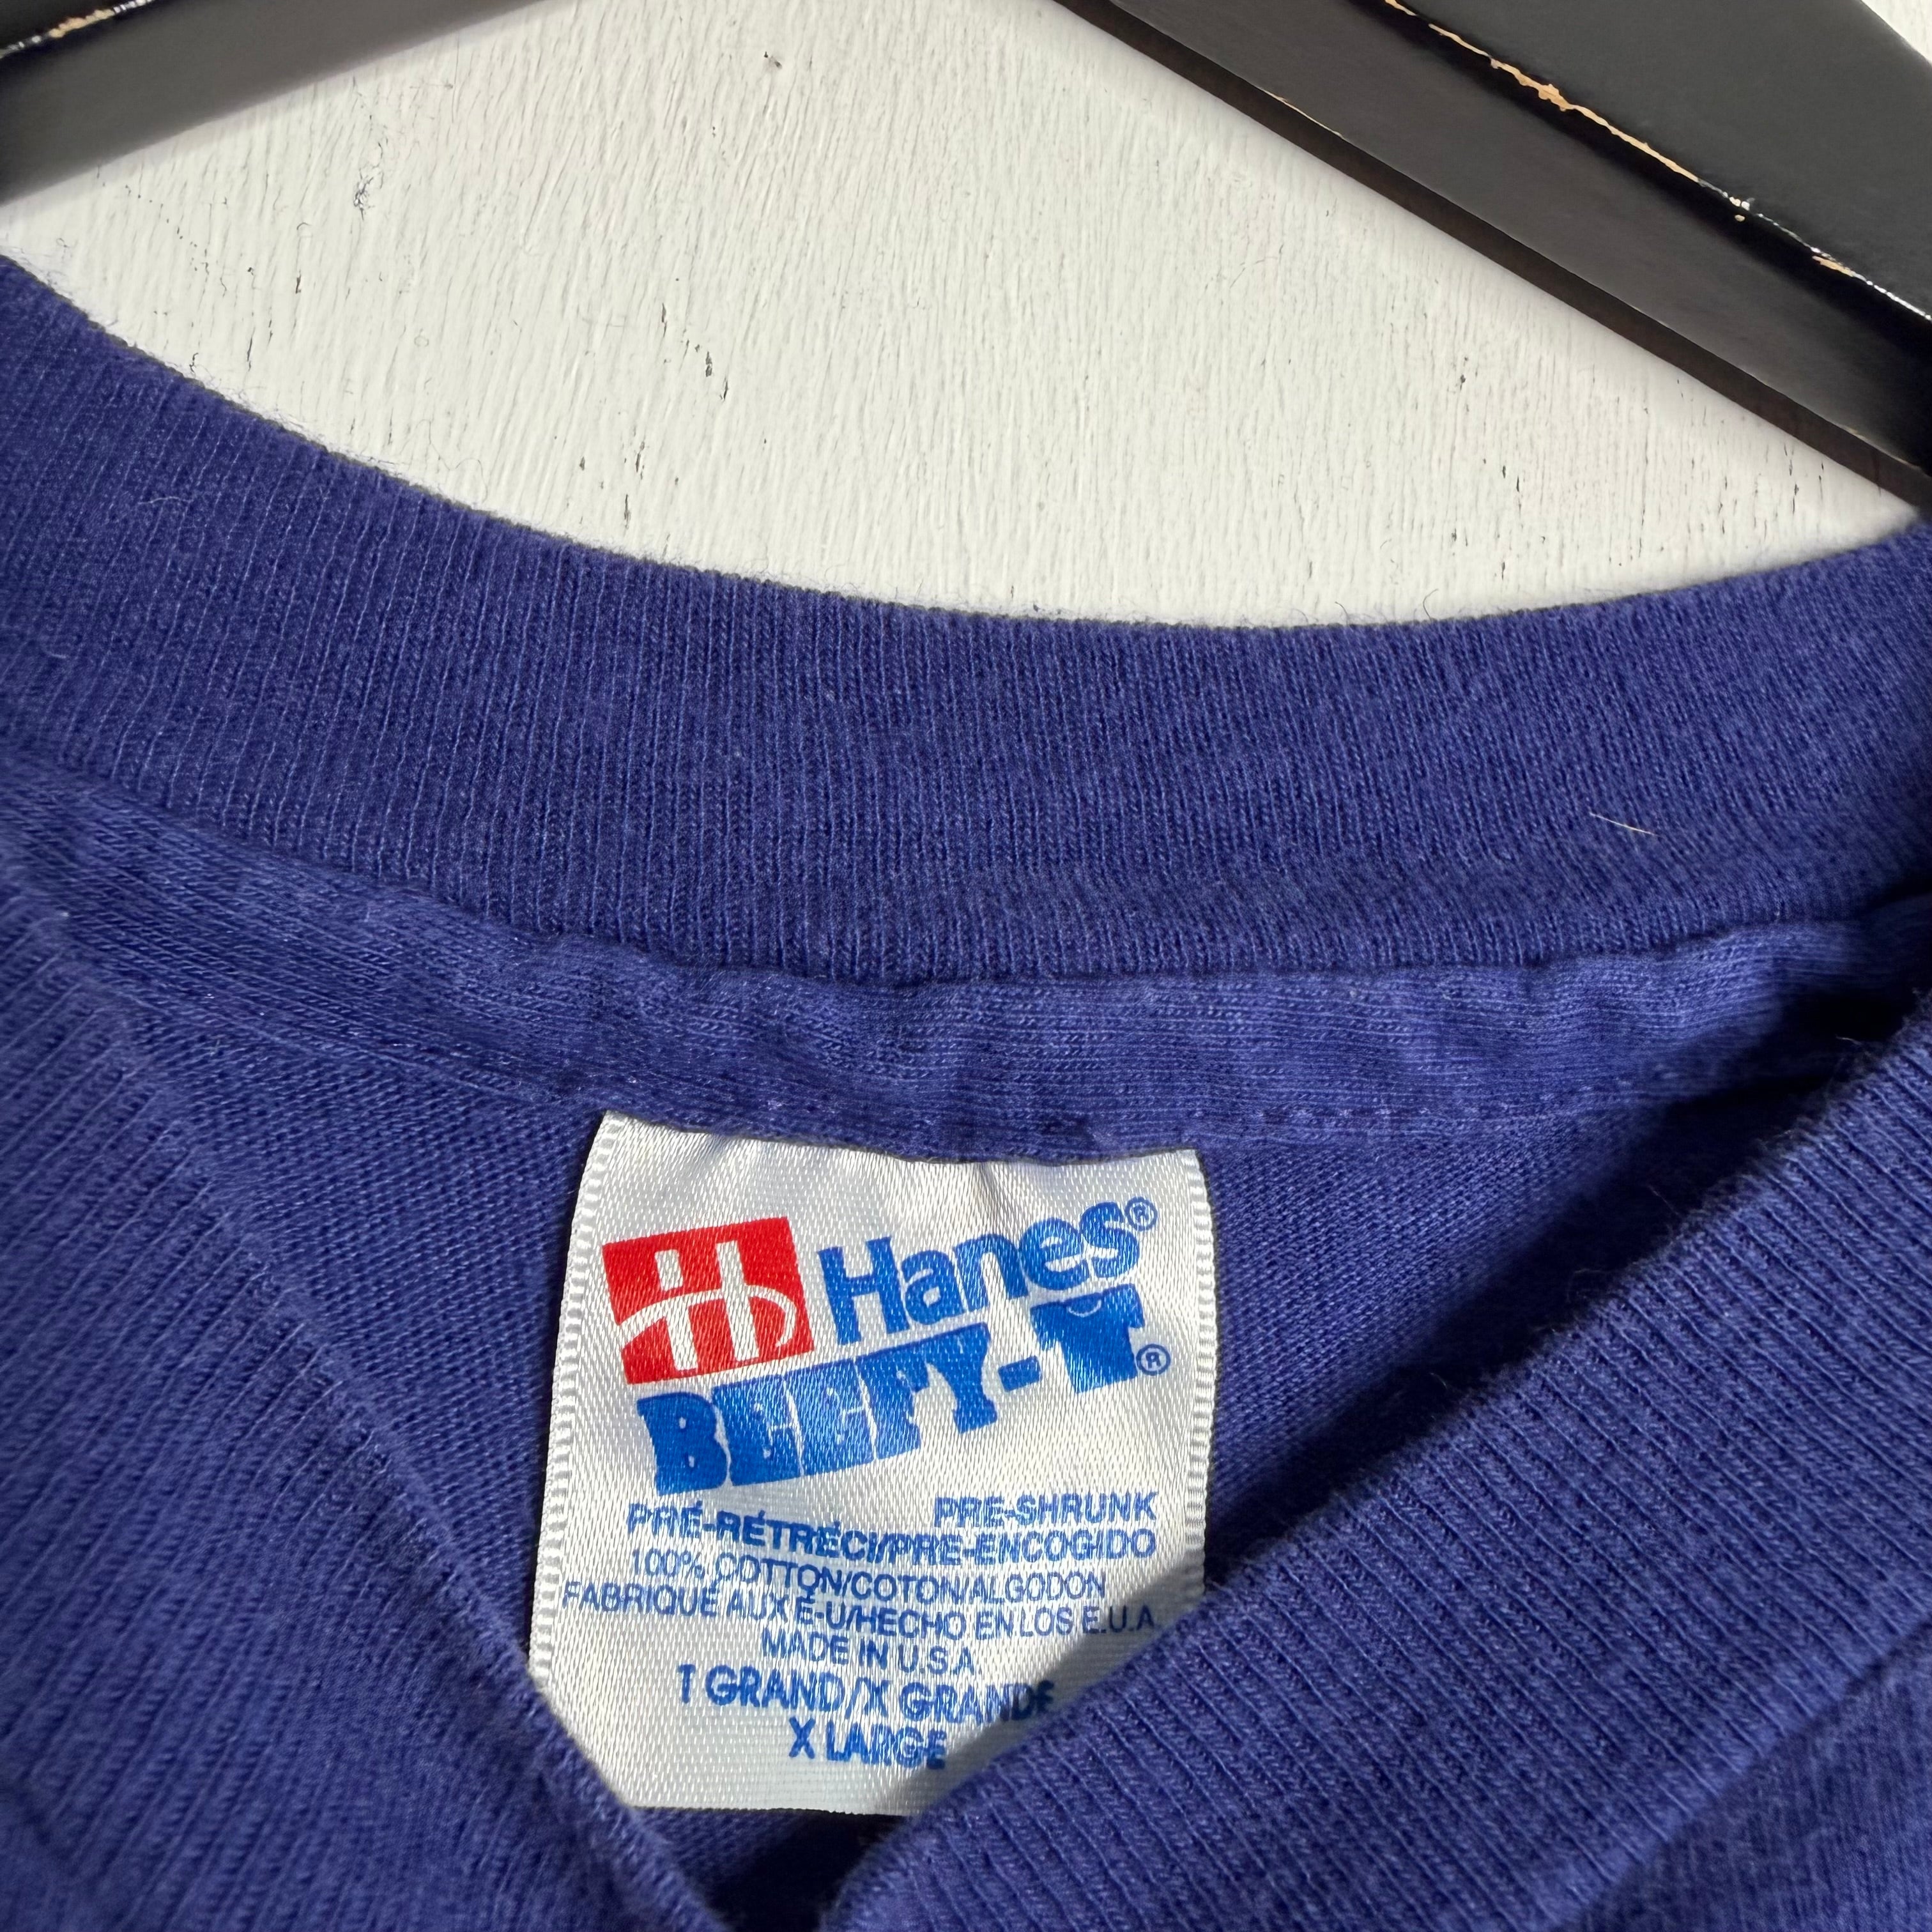 H Hanes®
BEEFY-T®
PRE-SHRUNK
PRÉ-RÉTRÉCI/PRE-ENCOGIDO
100% COTTON/COTON/ALGODON
FABRIQUÉ AUX É-U/HECHO EN LOS E.U.A
MADE IN U.S.A
T GRAND/X GRANDE
X LARGE